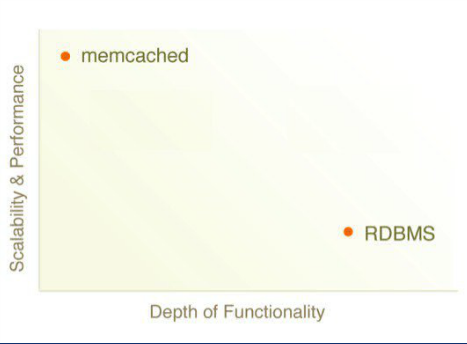 memcached
Scalability & Performance
RDBMS
Depth of Functionality